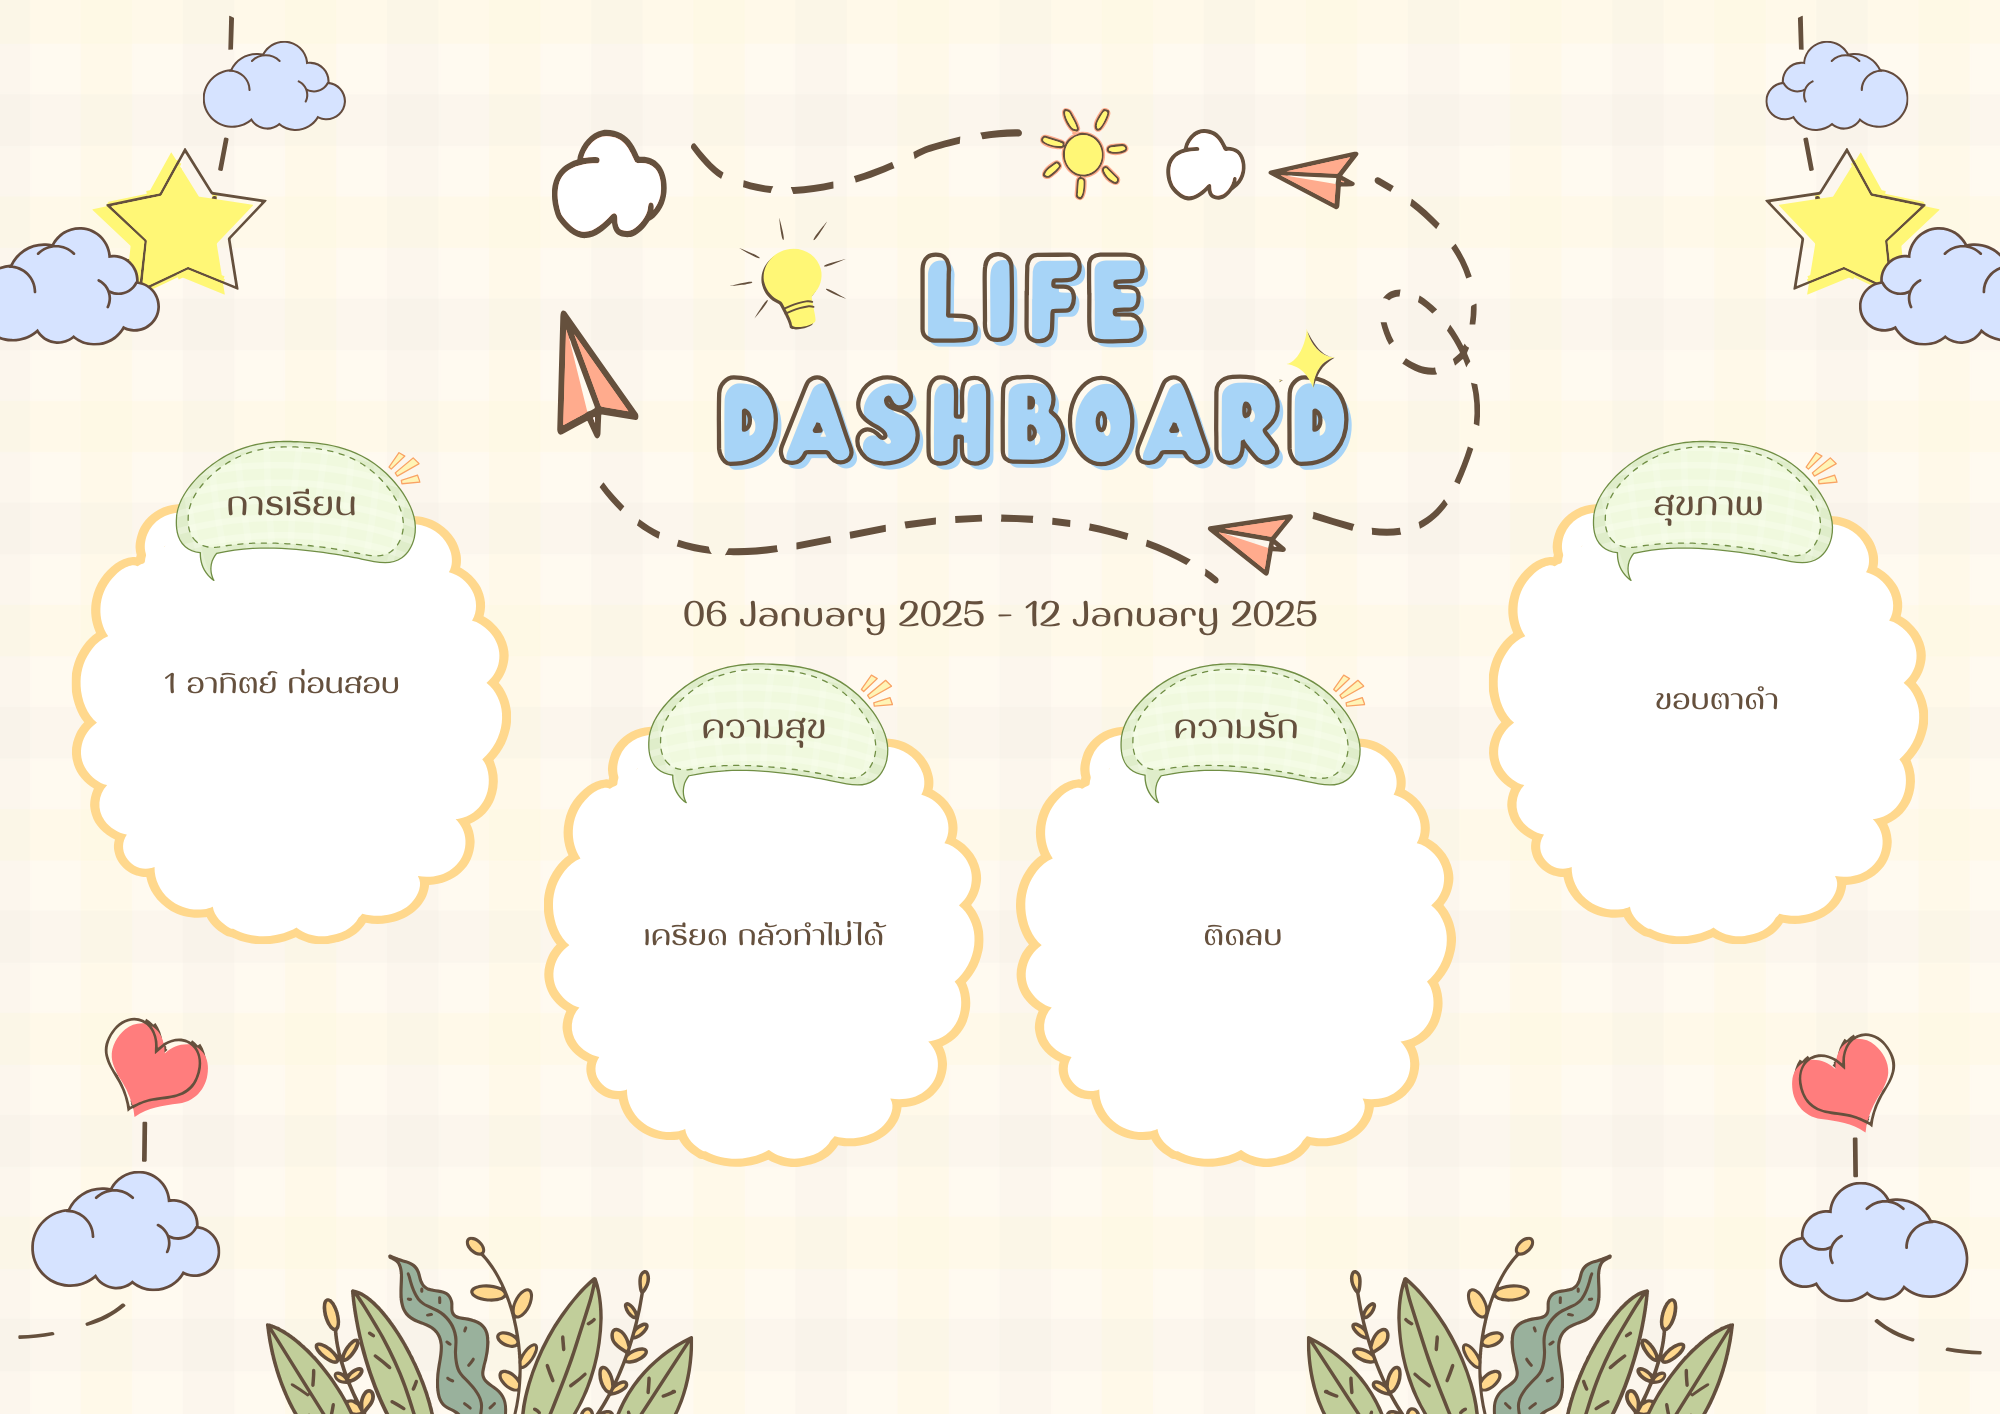 LIFE
DASHBOARD
06 January 2025 - 12 January 2025
การเรียน
1 อาทิตย์ ก่อนสอบ
ความสุข
เครียด กลัวทำไม่ได้
ความรัก
ติดลบ
สุขภาพ
ขอบตาดำ